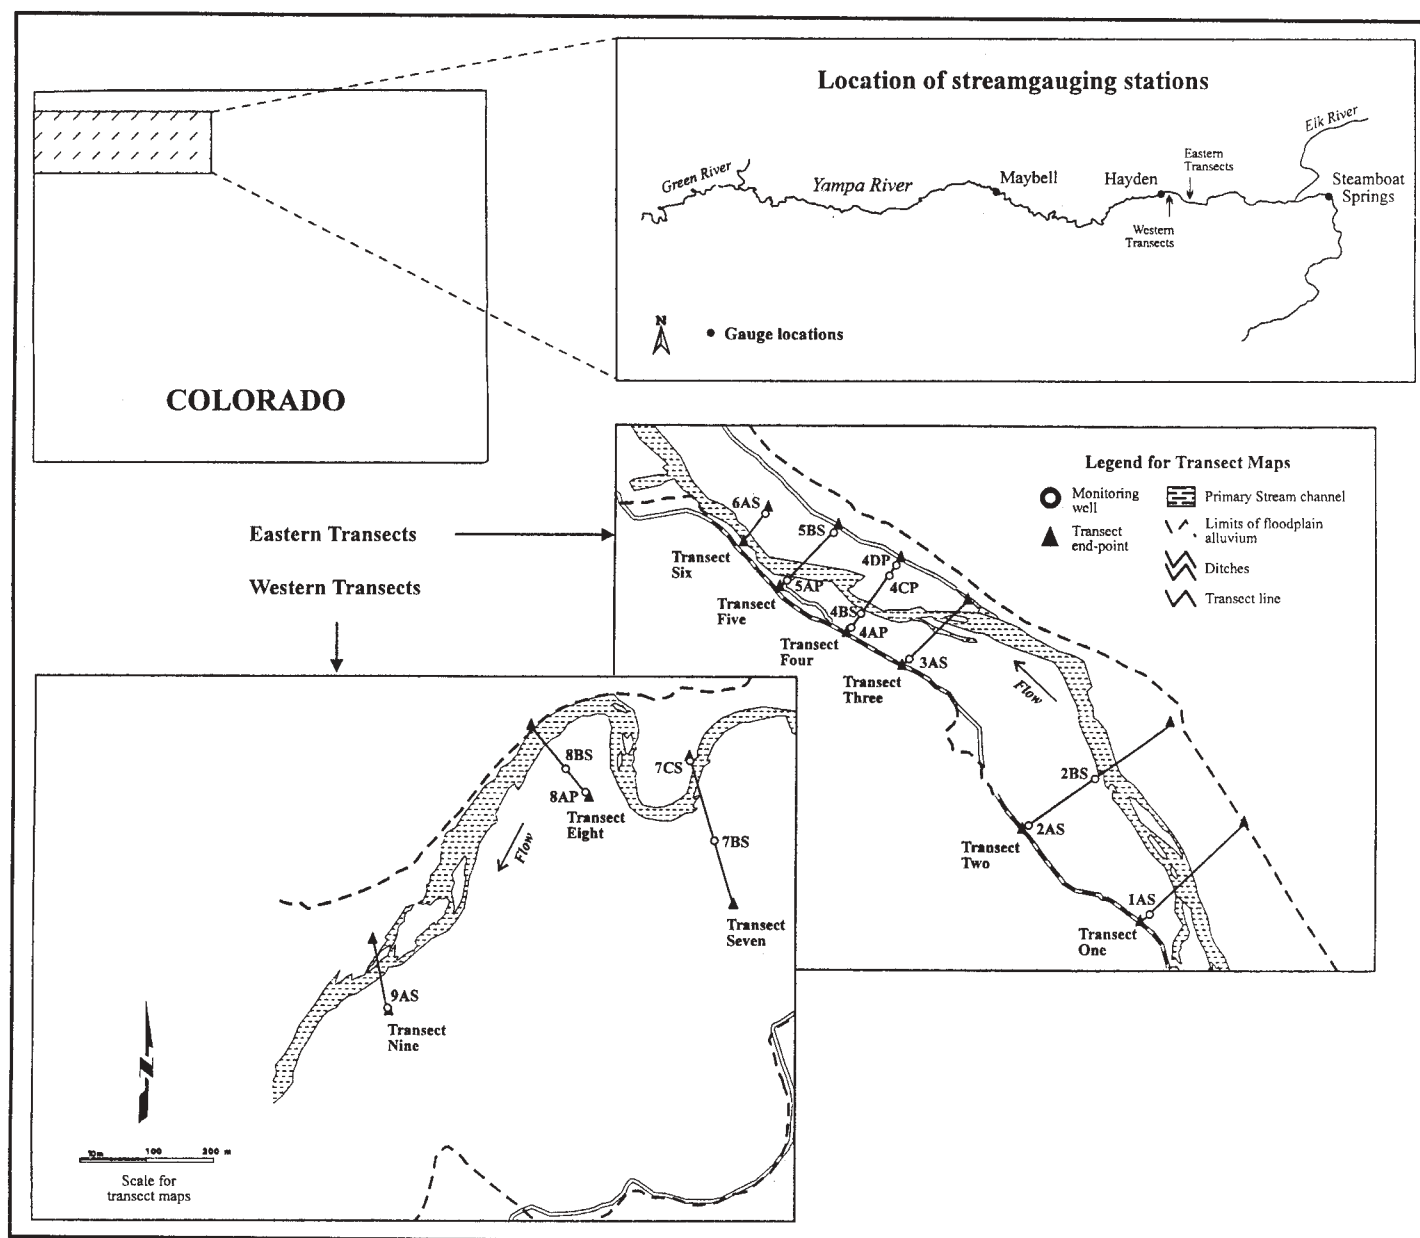 Location of streamgauging stations
Elk River
Eastern
Transects
Green River
Yampa River
Maybell
Hayden
Steamboat
Springs
Western
Transects
N
Gauge locations
COLORADO
Legend for Transect Maps
Monitoring
well
Primary Stream channel
Transect
end-point
Limits of floodplain
alluvium
Ditches
Transect line
Eastern Transects
Western Transects
6AS
5BS
Transect
Six
4DP
4CP
5AP
Transect
Five
4BS
4AP
Transect
Four
3AS
Transect
Three
Flow
2BS
2AS
Transect
Two
1AS
Transect
One
8BS
7CS
8AP
Transect
Eight
Flow
7BS
Transect
Seven
9AS
Transect
Nine
N
100
200 m
Scale for
transect maps